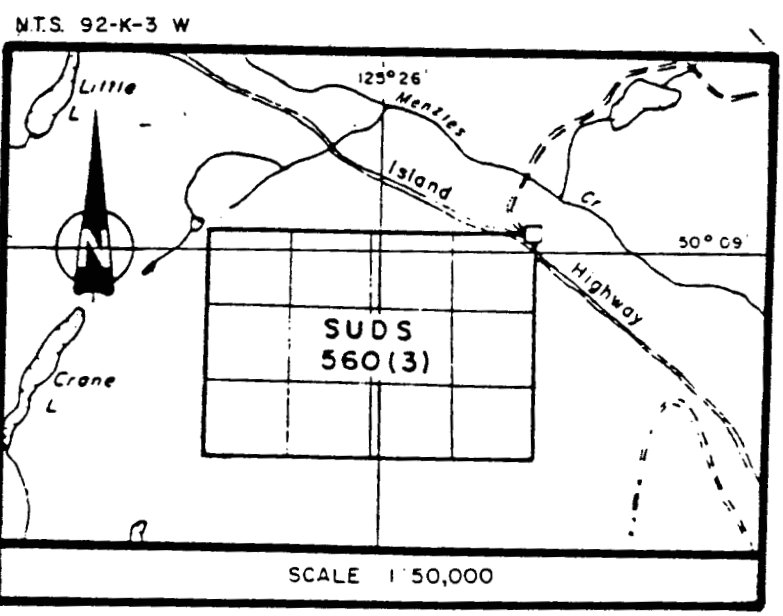 N.T.S. 92-K-3 W
125° 26'
Little
L
Menzies
Island
Cr
N
50° 09'
Highway
SUDS
560(3)
Crane
L
SCALE 1:50,000